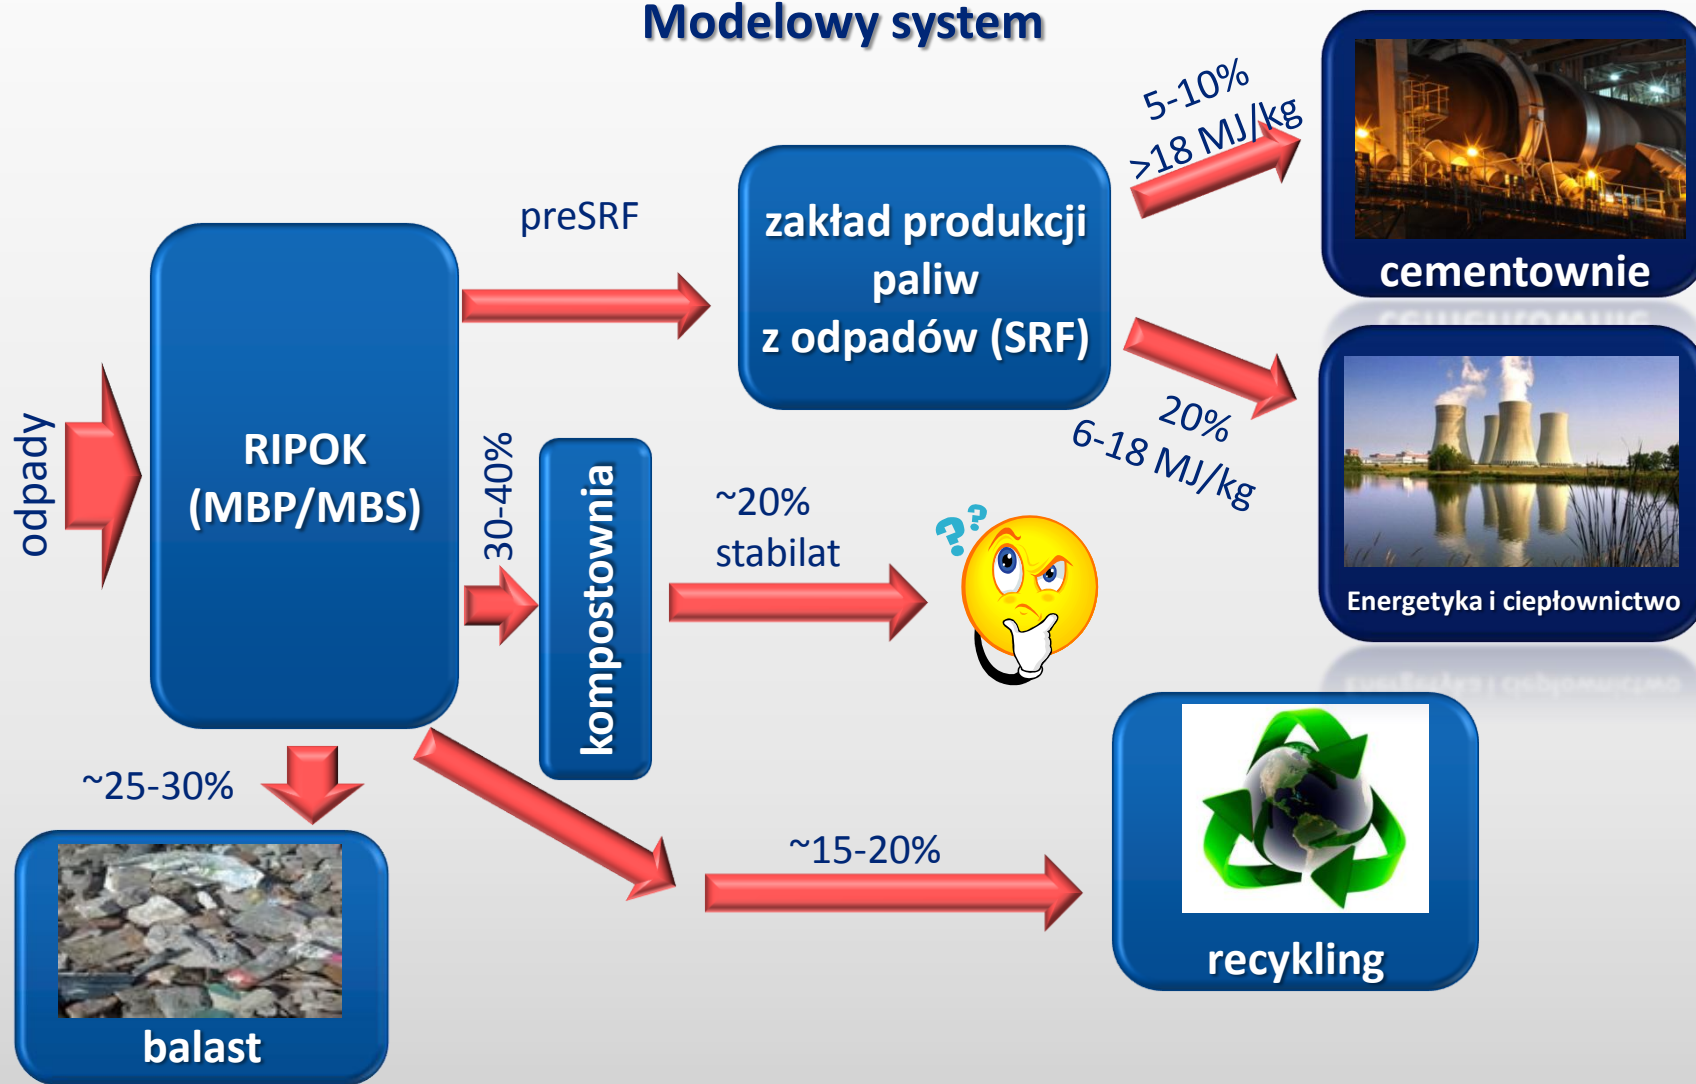 Modelowy system
odpady
RIPOK
(MBP/MBS)
preSRF
zakład produkcji
paliw
z odpadów (SRF)
5-10%
>18 MJ/kg
cementownie
20%
6-18 MJ/kg
Energetyka i ciepłownictwo
30-40%
kompostownia
~20%
stabilat
??
~25-30%
balast
~15-20%
recykling